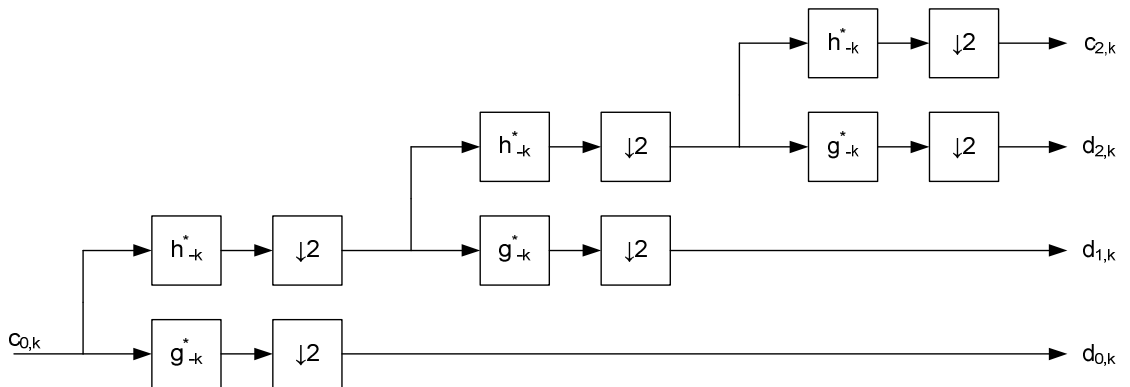 h*-k ↓2 c2,k
h*-k ↓2 g*-k ↓2 d2,k
h*-k ↓2 g*-k ↓2 d1,k
c0,k g*-k ↓2 d0,k